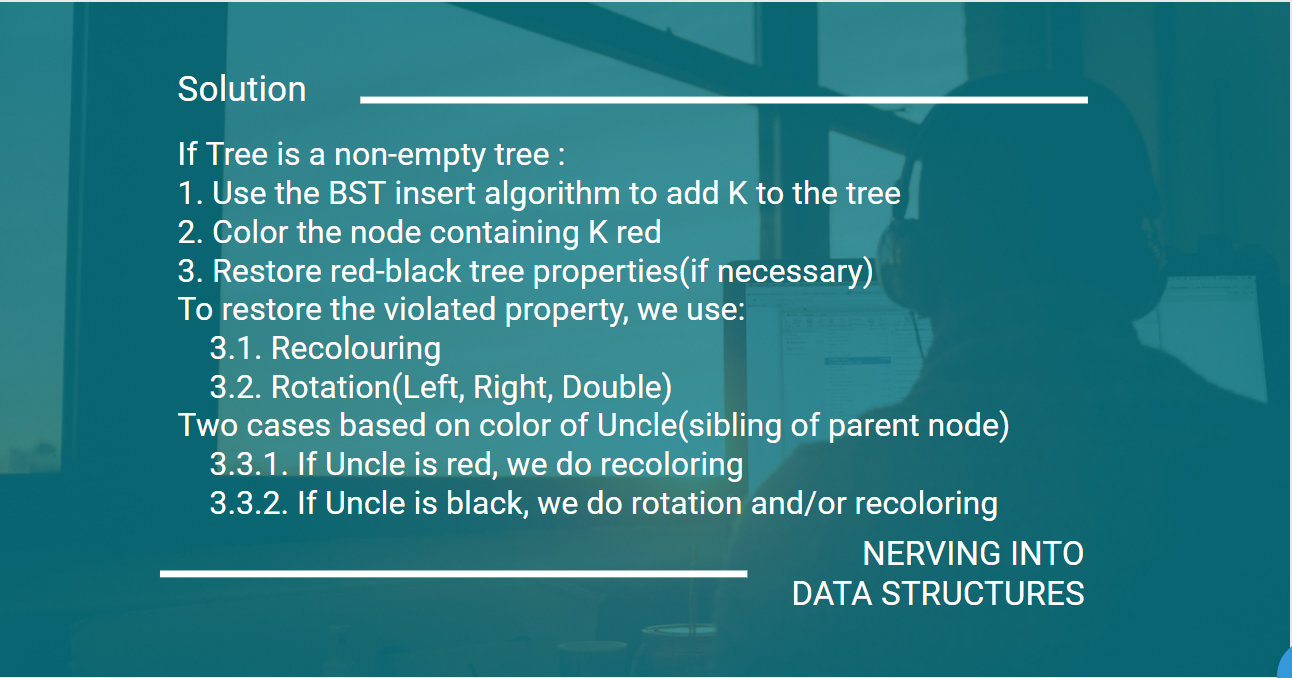 Solution
If Tree is a non-empty tree :
1. Use the BST insert algorithm to add K to the tree
2. Color the node containing K red
3. Restore red-black tree properties(if necessary)
To restore the violated property, we use:
3.1. Recolouring
3.2. Rotation(Left, Right, Double)
Two cases based on color of Uncle(sibling of parent node)
3.3.1. If Uncle is red, we do recoloring
3.3.2. If Uncle is black, we do rotation and/or recoloring
NERVING INTO
DATA STRUCTURES